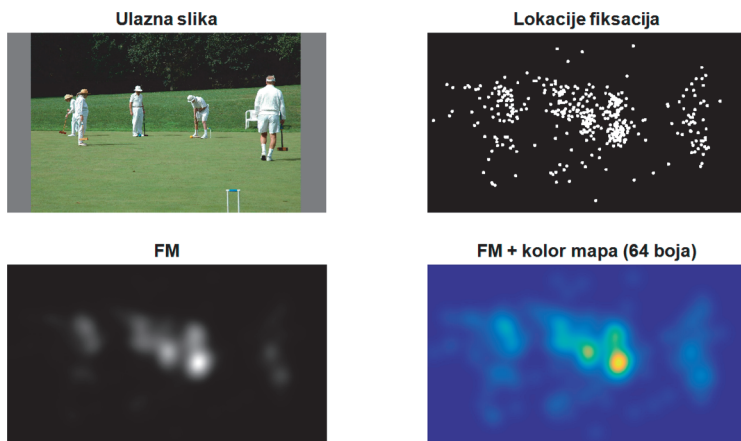 Ulazna slika
Lokacije fiksacija
FM
FM + kolor mapa (64 boja)